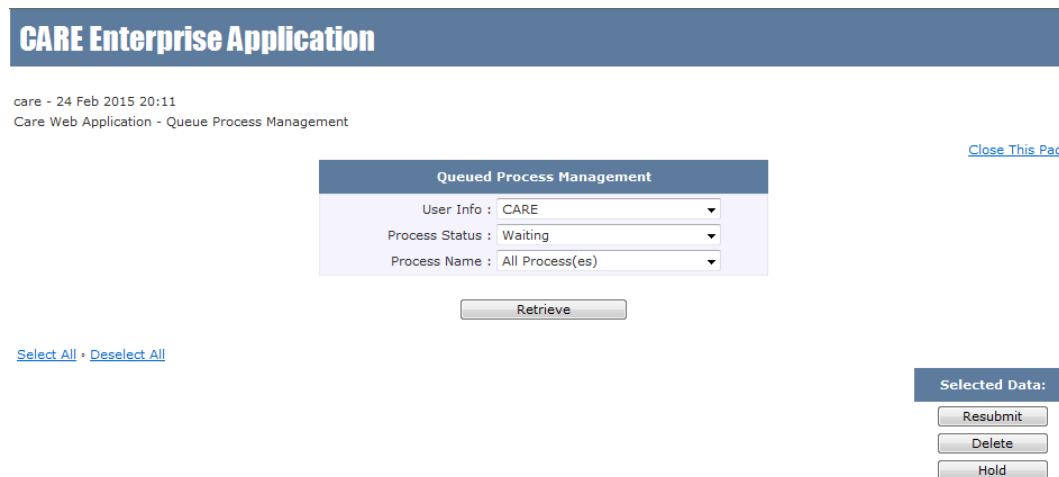 CARE Enterprise Application
care - 24 Feb 2015 20:11
Care Web Application - Queue Process Management
Close This Pag
Queued Process Management
User Info : CARE
Process Status : Waiting
Process Name : All Process(es)
Retrieve
Select All • Deselect All
Selected Data:
Resubmit
Delete
Hold